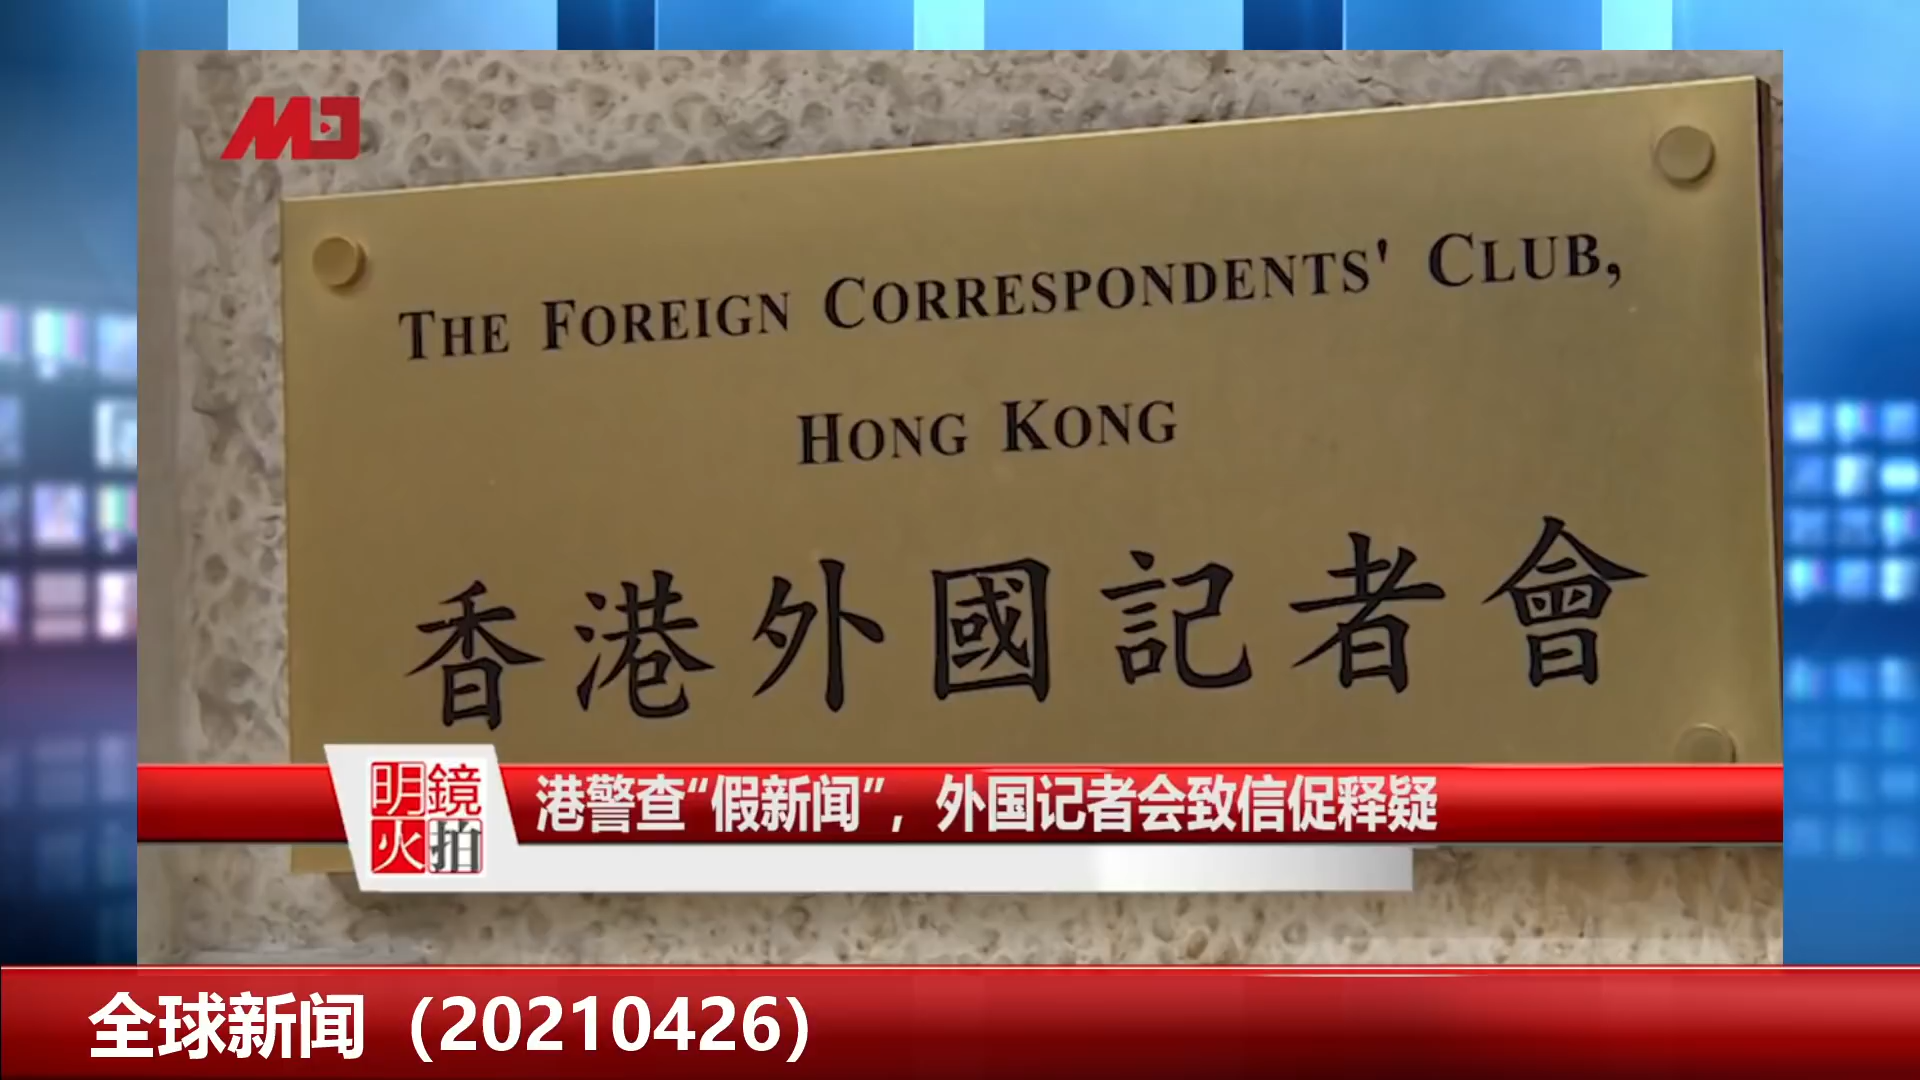 MJ
THE FOREIGN CORRESPONDENTS' CLUB,
HONG KONG
香港外國記者會
明鏡
火拍
港警查“假新闻”，外国记者会致信促释疑
全球新闻（20210426）